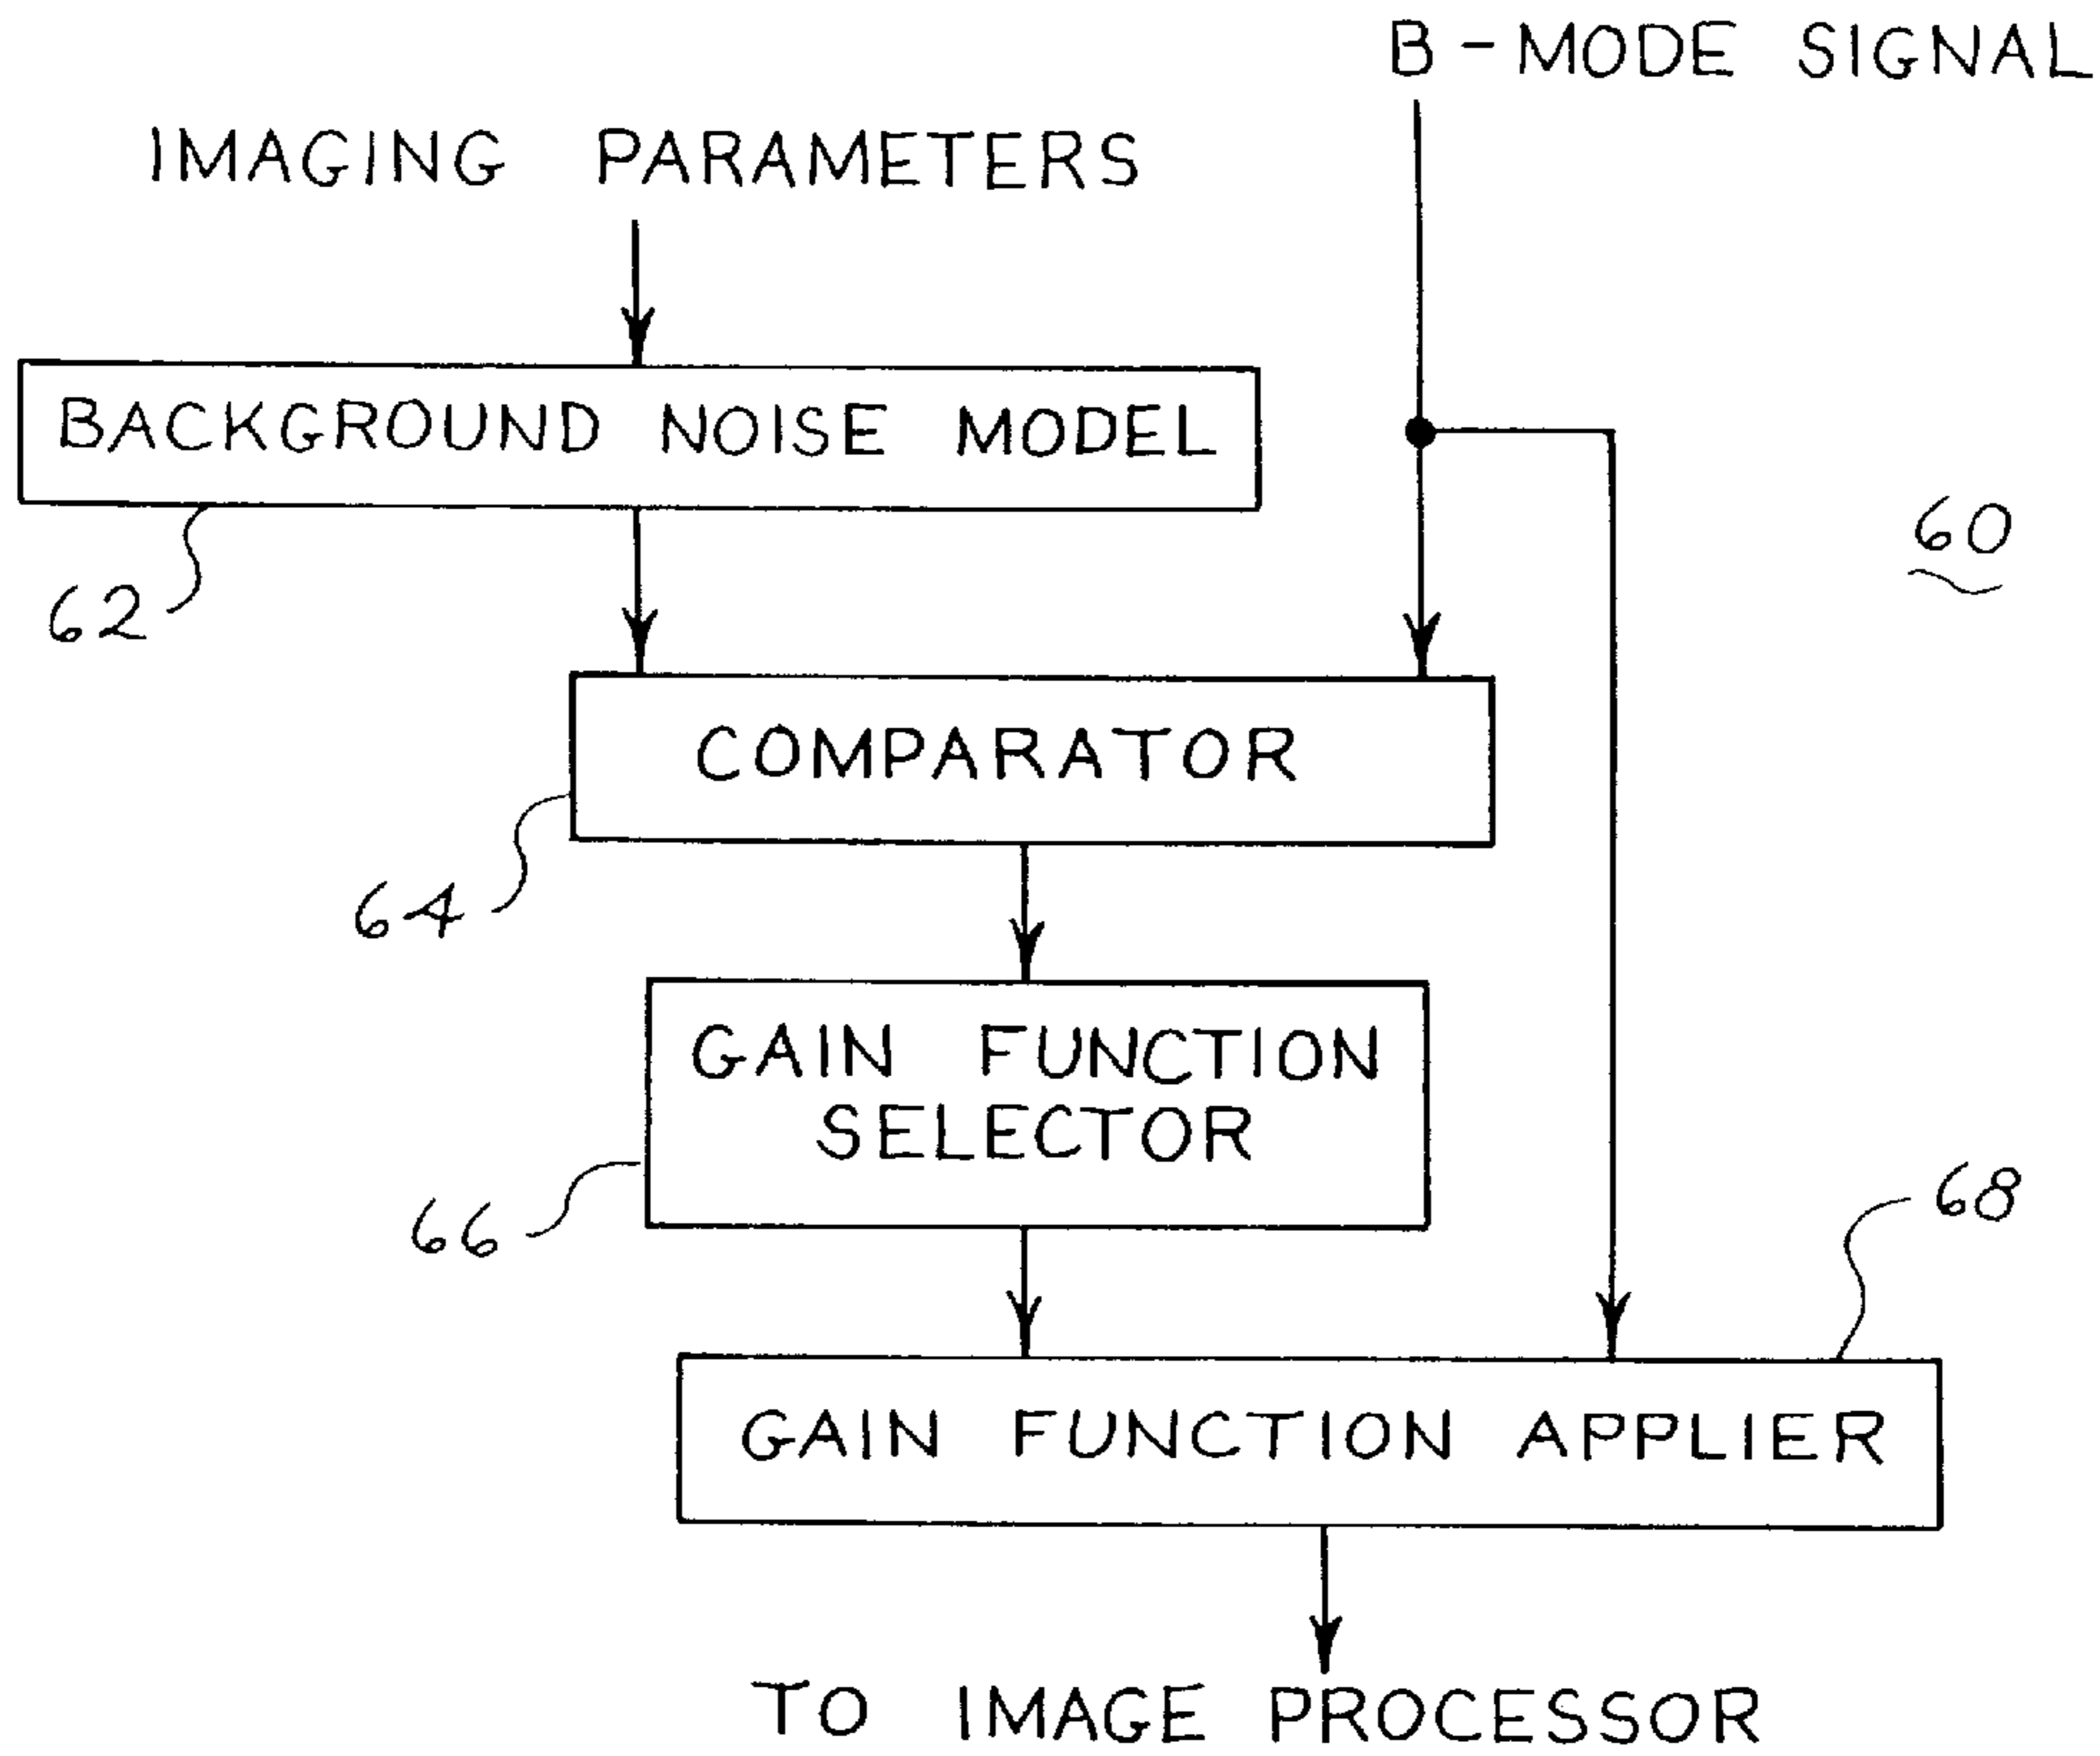 B-MODE SIGNAL
IMAGING PARAMETERS
BACKGROUND NOISE MODEL
60
62
COMPARATOR
64
GAIN FUNCTION
SELECTOR
66
68
GAIN FUNCTION APPLIER
TO IMAGE PROCESSOR